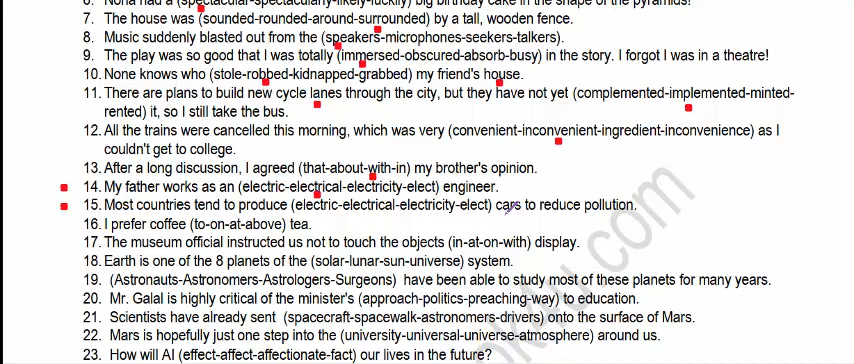 6. Noha had a (spectacular-spectacularly-likely-luckily) big birthday cake in the shape of the pyramids!
7. The house was (sounded-rounded-around-surrounded) by a tall, wooden fence.
8. Music suddenly blasted out from the (speakers-microphones-seekers-talkers).
9. The play was so good that I was totally (immersed-obscured-absorb-busy) in the story. I forgot I was in a theatre!
10. None knows who (stole-robbed-kidnapped-grabbed) my friend's house.
11. There are plans to build new cycle lanes through the city, but they have not yet (complemented-implemented-minted-
rented) it, so I still take the bus.
12. All the trains were cancelled this morning, which was very (convenient-inconvenient-ingredient-inconvenience) as I
couldn't get to college.
13. After a long discussion, I agreed (that-about-with-in) my brother's opinion.
14. My father works as an (electric-electrical-electricity-elect) engineer.
15. Most countries tend to produce (electric-electrical-electricity-elect) cars to reduce pollution.
16. I prefer coffee (to-on-at-above) tea.
17. The museum official instructed us not to touch the objects (in-at-on-with) display.
18. Earth is one of the 8 planets of the (solar-lunar-sun-universe) system.
19. (Astronauts-Astronomers-Astrologers-Surgeons) have been able to study most of these planets for many years.
20. Mr. Galal is highly critical of the minister's (approach-politics-preaching-way) to education.
21. Scientists have already sent (spacecraft-spacewalk-astronomers-drivers) onto the surface of Mars.
22. Mars is hopefully just one step into the (university-universal-universe-atmosphere) around us.
23. How will AI (effect-affect-affectionate-fact) our lives in the future?
ok4u.com